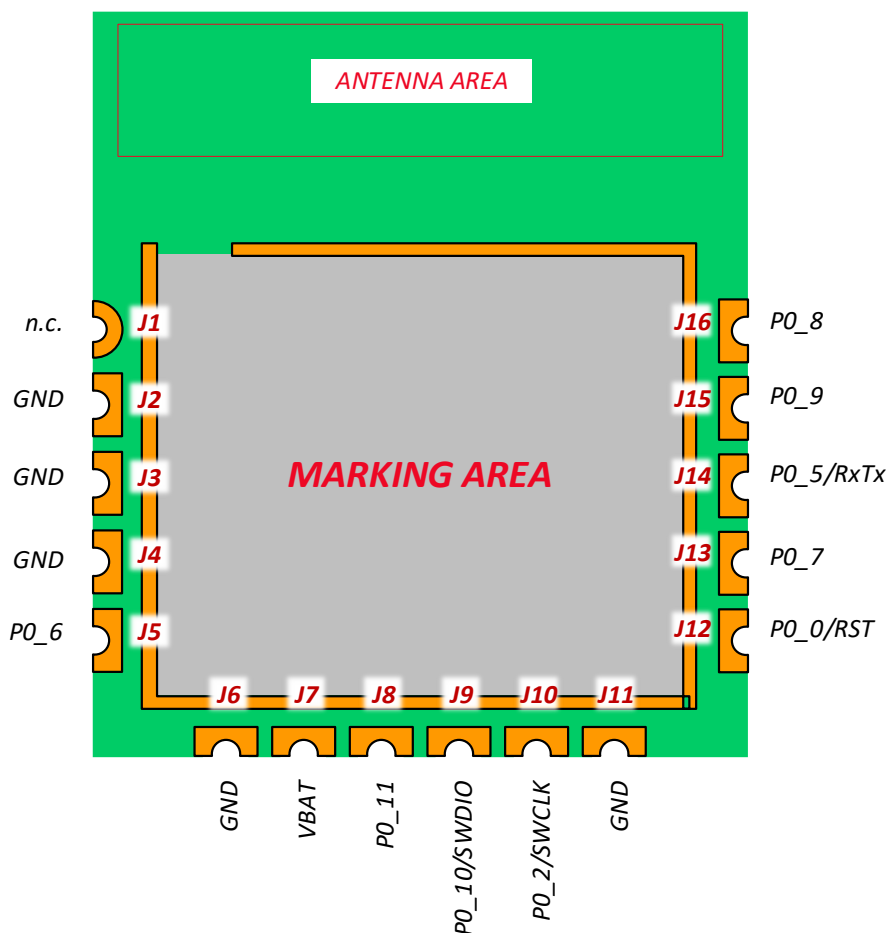 ANTENNA AREA
n.c.
J1
J16
P0_8
GND
J2
J15
P0_9
GND
J3
MARKING AREA
J14
P0_5/RxTx
GND
J4
J13
P0_7
P0_6
J5
J12
P0_0/RST
J6
J7
J8
J9
J10
J11
GND
VBAT
P0_11
P0_10/SWDIO
P0_2/SWCLK
GND